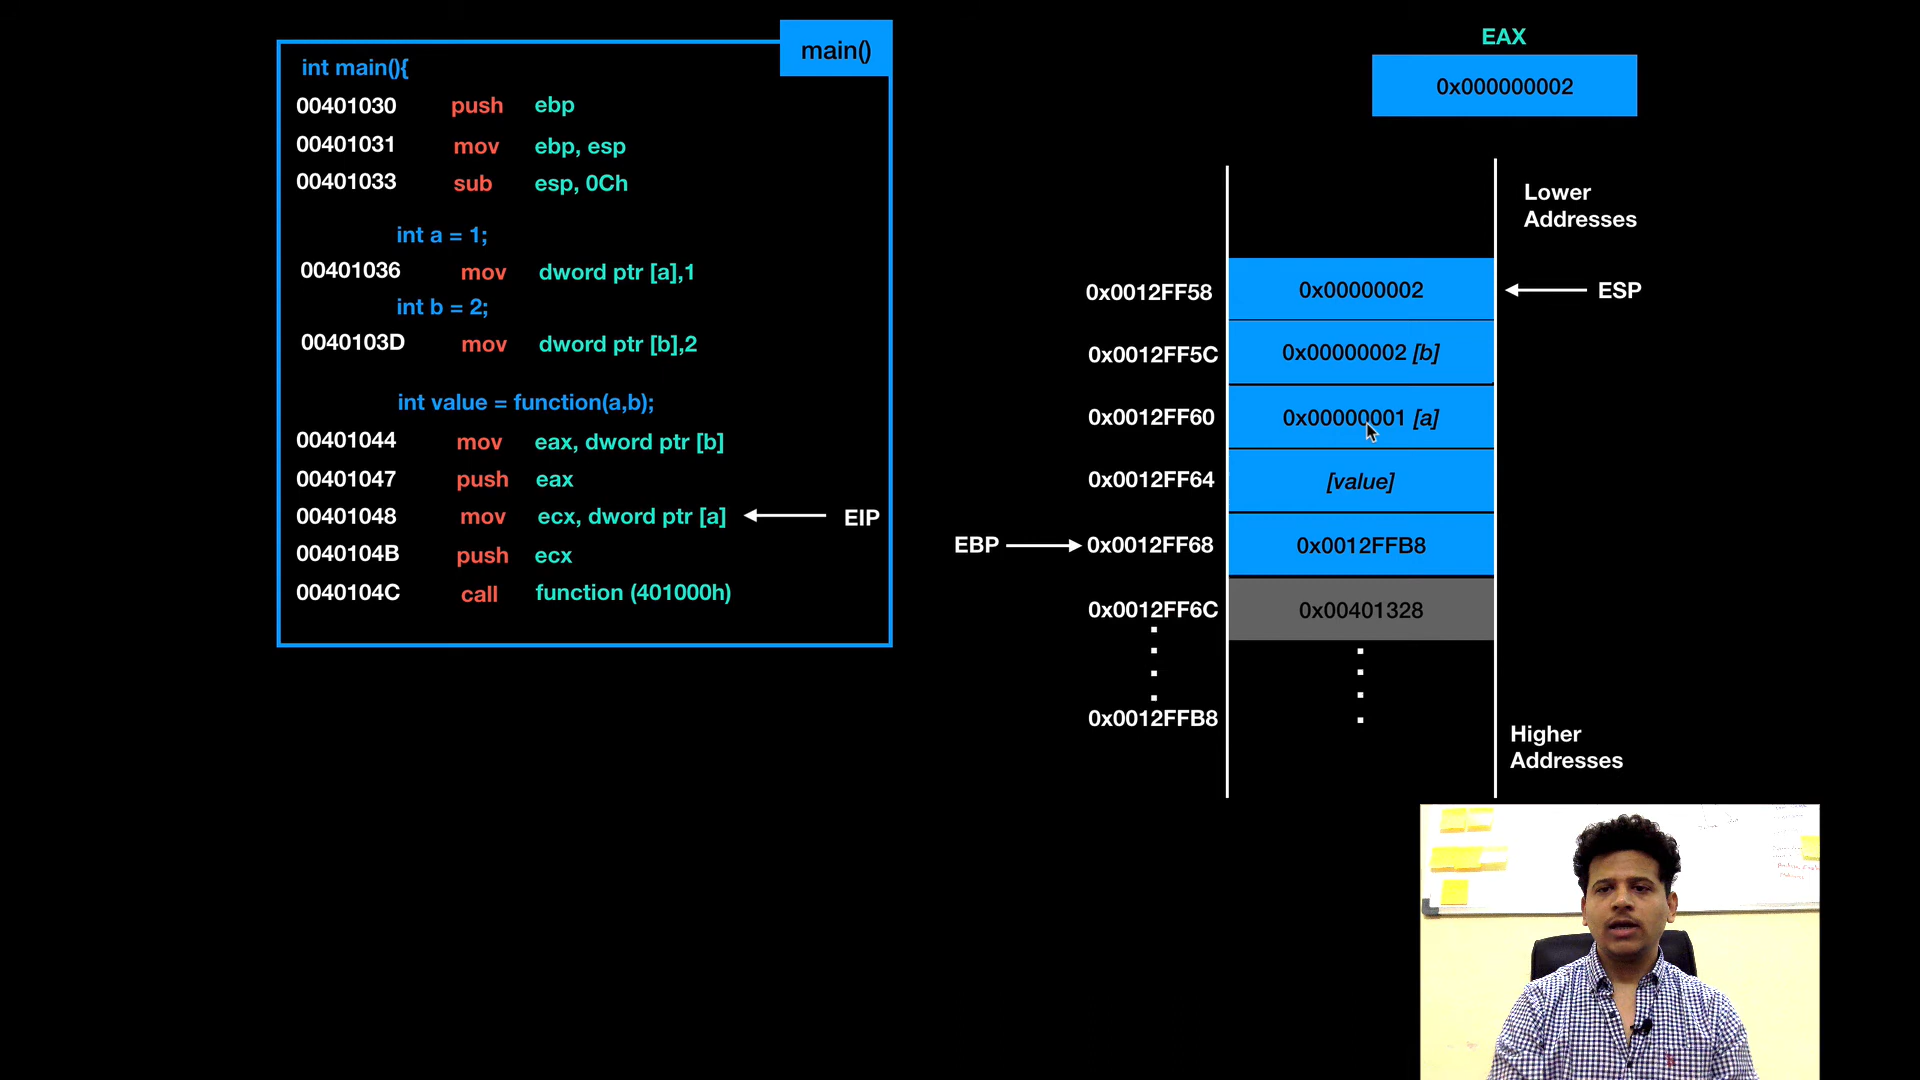 main()
int main(){
00401030 push ebp
00401031 mov ebp, esp
00401033 sub esp, 0Ch
int a = 1;
00401036 mov dword ptr [a],1
int b = 2;
0040103D mov dword ptr [b],2
int value = function(a,b);
00401044 mov eax, dword ptr [b]
00401047 push eax
00401048 mov ecx, dword ptr [a] EIP
0040104B push ecx
0040104C call function (401000h)
EAX
0x000000002
Lower
Addresses
0x0012FF58 0x00000002 ESP
0x0012FF5C 0x00000002 [b]
0x0012FF60 0x00000001 [a]
0x0012FF64 [value]
EBP 0x0012FF68 0x0012FFB8
0x0012FF6C 0x00401328
0x0012FFB8
Higher
Addresses